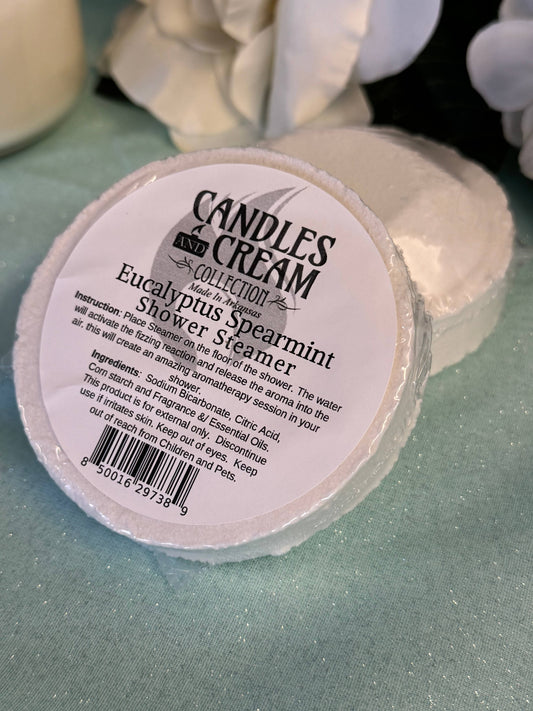 CANDLES
AND CREAM
COLLECTION
Made In Arkansas
Eucalyptus Spearmint
Shower Steamer
Instruction: Place Steamer on the floor of the shower. The water
will activate the fizzing reaction and release the aroma into the
air, this will create an amazing aromatherapy session in your
shower.
Ingredients: Sodium Bicarbonate, Citric Acid,
Corn starch and Fragrance &/ Essential Oils.
This product is for external only. Discontinue
use if irritates skin. Keep out of eyes. Keep
out of reach from Children and Pets.
8 50016 29738 9